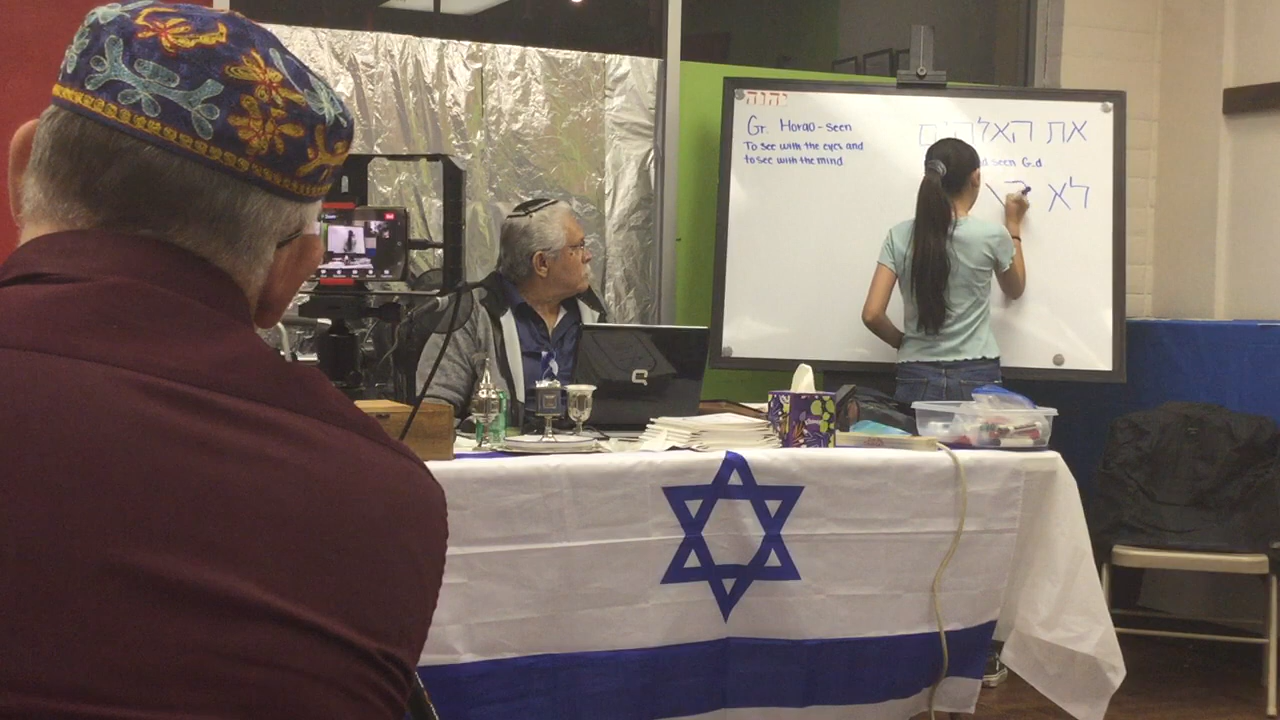 יהוה
Gr. Horao - seen
To see with the eyes and
to see with the mind
את האלהים
seen G.d.
לא